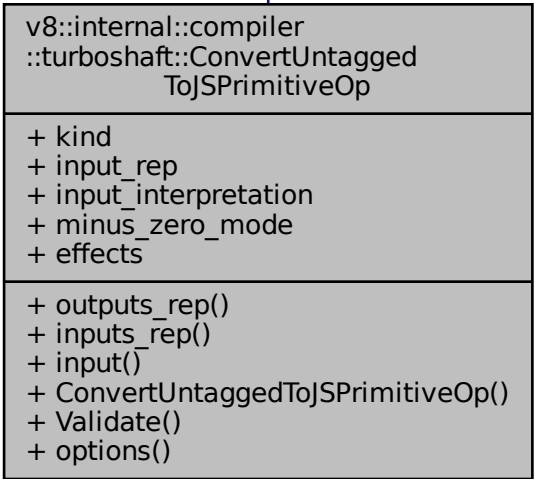 v8::internal::compiler
::turboshaft::ConvertUntagged
ToJSPrimitiveOp
+ kind
+ input_rep
+ input_interpretation
+ minus_zero_mode
+ effects
+ outputs_rep()
+ inputs_rep()
+ input()
+ ConvertUntaggedToJSPrimitiveOp()
+ Validate()
+ options()